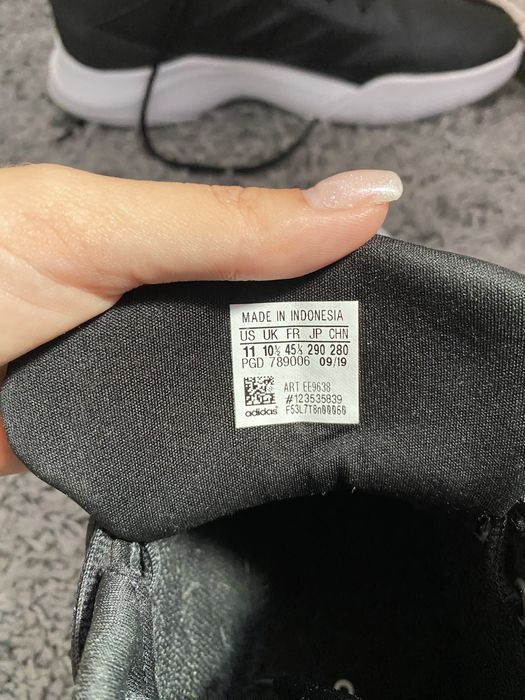 MADE IN INDONESIA
US UK FR JP CHN
11 10½ 45⅓ 290 280
PGD 789006 09/19
ART EE9638
#123535839
adidas F53L7T8n00060